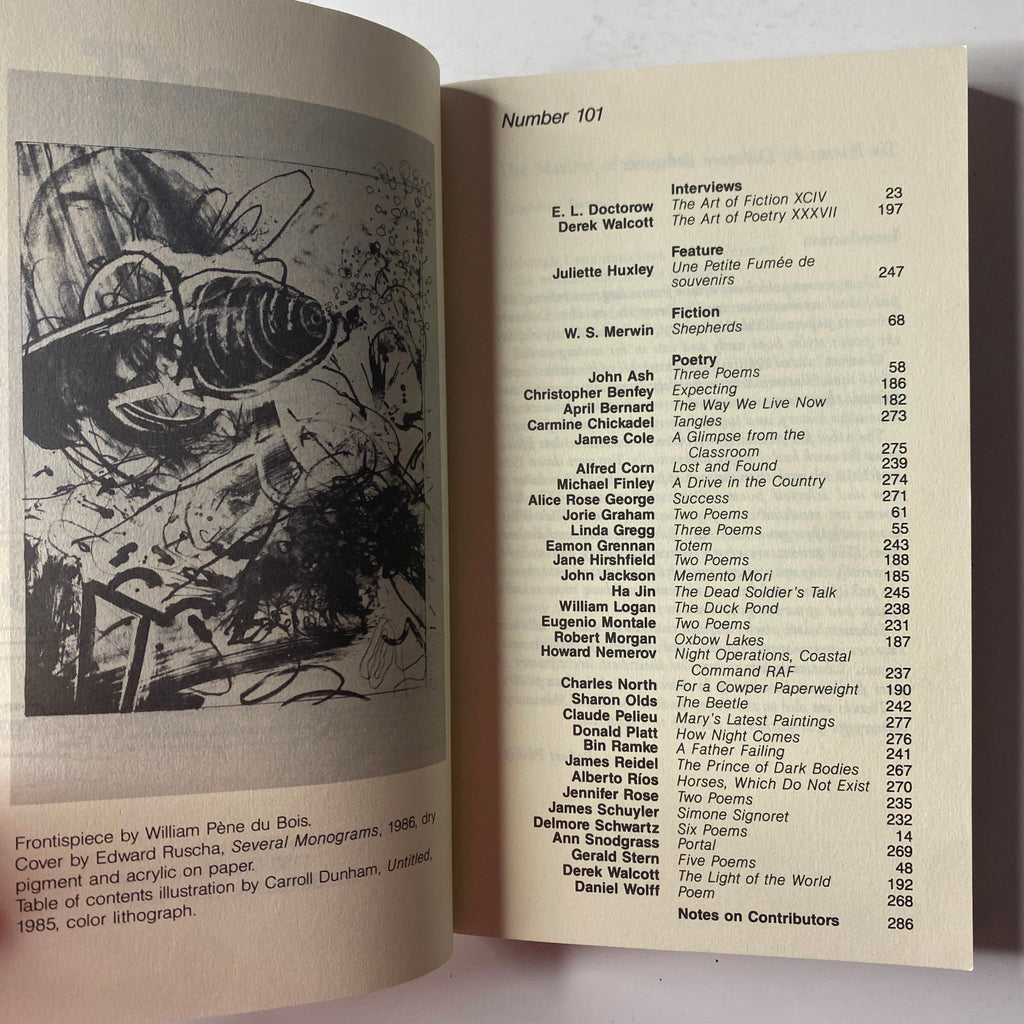 Frontispiece by William Pène du Bois.
Cover by Edward Ruscha, Several Monograms, 1986, dry
pigment and acrylic on paper.
Table of contents illustration by Carroll Dunham, Untitled,
1985, color lithograph.
Number 101
Interviews
E. L. Doctorow The Art of Fiction XCIV 23
Derek Walcott The Art of Poetry XXXVII 197
Feature
Juliette Huxley Une Petite Fumée de
souvenirs 247
Fiction
W. S. Merwin Shepherds 68
Poetry
John Ash Three Poems 58
Christopher Benfey Expecting 186
April Bernard The Way We Live Now 182
Carmine Chickadel Tangles 273
James Cole A Glimpse from the
Classroom 275
Alfred Corn Lost and Found 239
Michael Finley A Drive in the Country 274
Alice Rose George Success 271
Jorie Graham Two Poems 61
Linda Gregg Three Poems 55
Eamon Grennan Totem 243
Jane Hirshfield Two Poems 188
John Jackson Memento Mori 185
Ha Jin The Dead Soldier's Talk 245
William Logan The Duck Pond 238
Eugenio Montale Two Poems 231
Robert Morgan Oxbow Lakes 187
Howard Nemerov Night Operations, Coastal
Command RAF 237
Charles North For a Cowper Paperweight 190
Sharon Olds The Beetle 242
Claude Pelieu Mary's Latest Paintings 277
Donald Platt How Night Comes 276
Bin Ramke A Father Failing 241
James Reidel The Prince of Dark Bodies 267
Alberto Ríos Horses, Which Do Not Exist 270
Jennifer Rose Two Poems 235
James Schuyler Simone Signoret 232
Delmore Schwartz Six Poems 14
Ann Snodgrass Portal 269
Gerald Stern Five Poems 48
Derek Walcott The Light of the World 192
Daniel Wolff Poem 268
Notes on Contributors 286